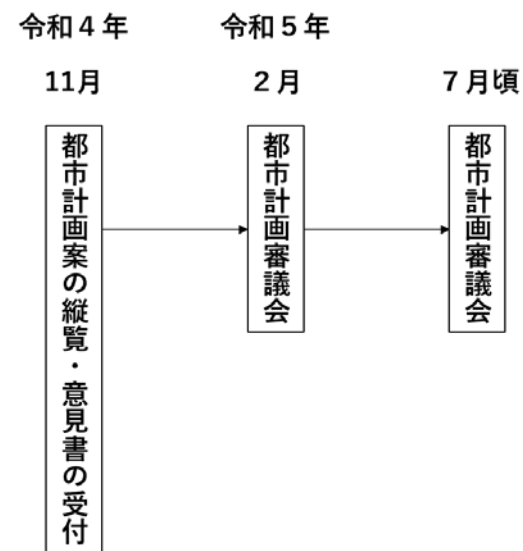 令和４年
令和５年
11月
２月
７月頃
都市計画案の縦覧・意見書の受付
都市計画審議会
都市計画審議会